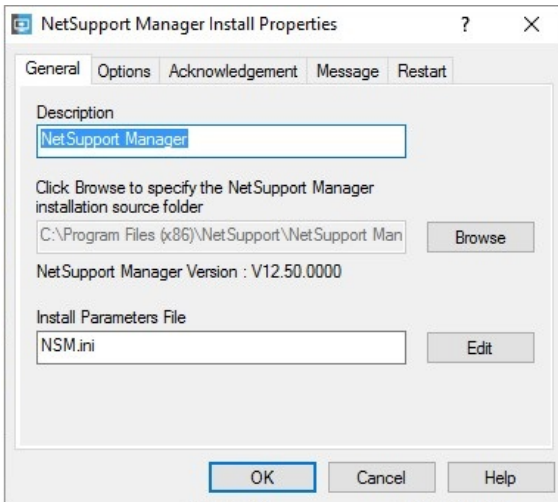 NetSupport Manager Install Properties
?
General Options Acknowledgement Message Restart
Description
NetSupport Manager
Click Browse to specify the NetSupport Manager
installation source folder
C:\Program Files (x86)\NetSupport\NetSupport Man
Browse
NetSupport Manager Version : V12.50.0000
Install Parameters File
NSM.ini
Edit
OK Cancel Help